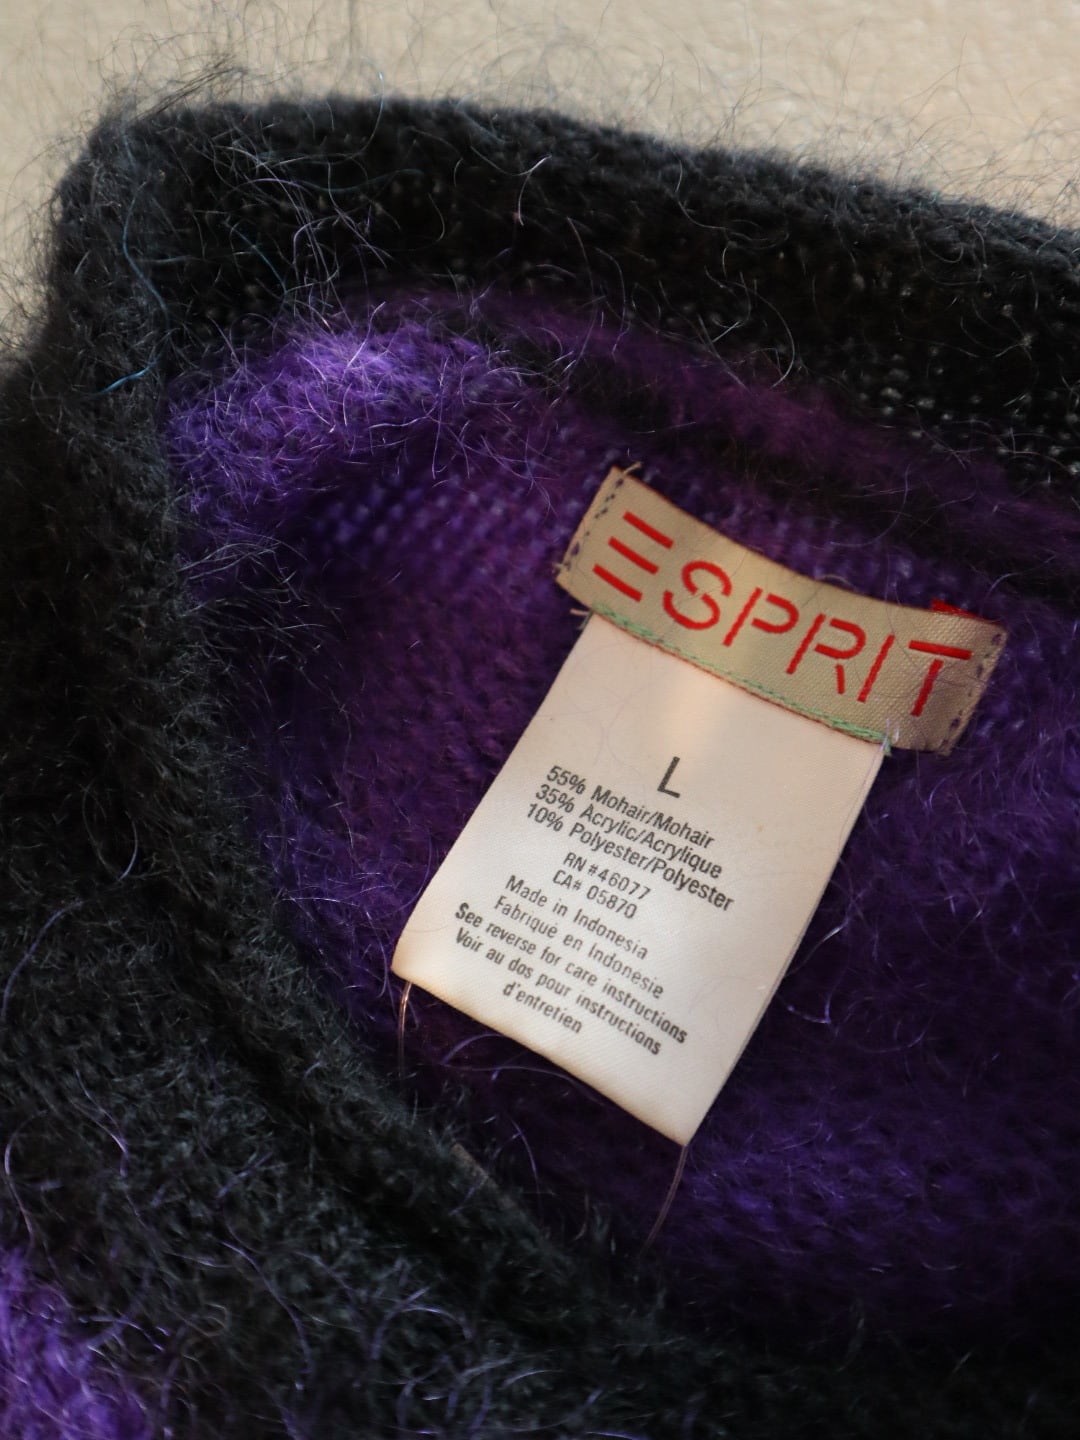 ESPRIT
L
55% Mohair/Mohair
35% Acrylic/Acrylique
10% Polyester/Polyester
RN #46077
CA# 05870
Made in Indonesia
Fabriqué en Indonésie
See reverse for care instructions
Voir au dos pour instructions
d'entretien